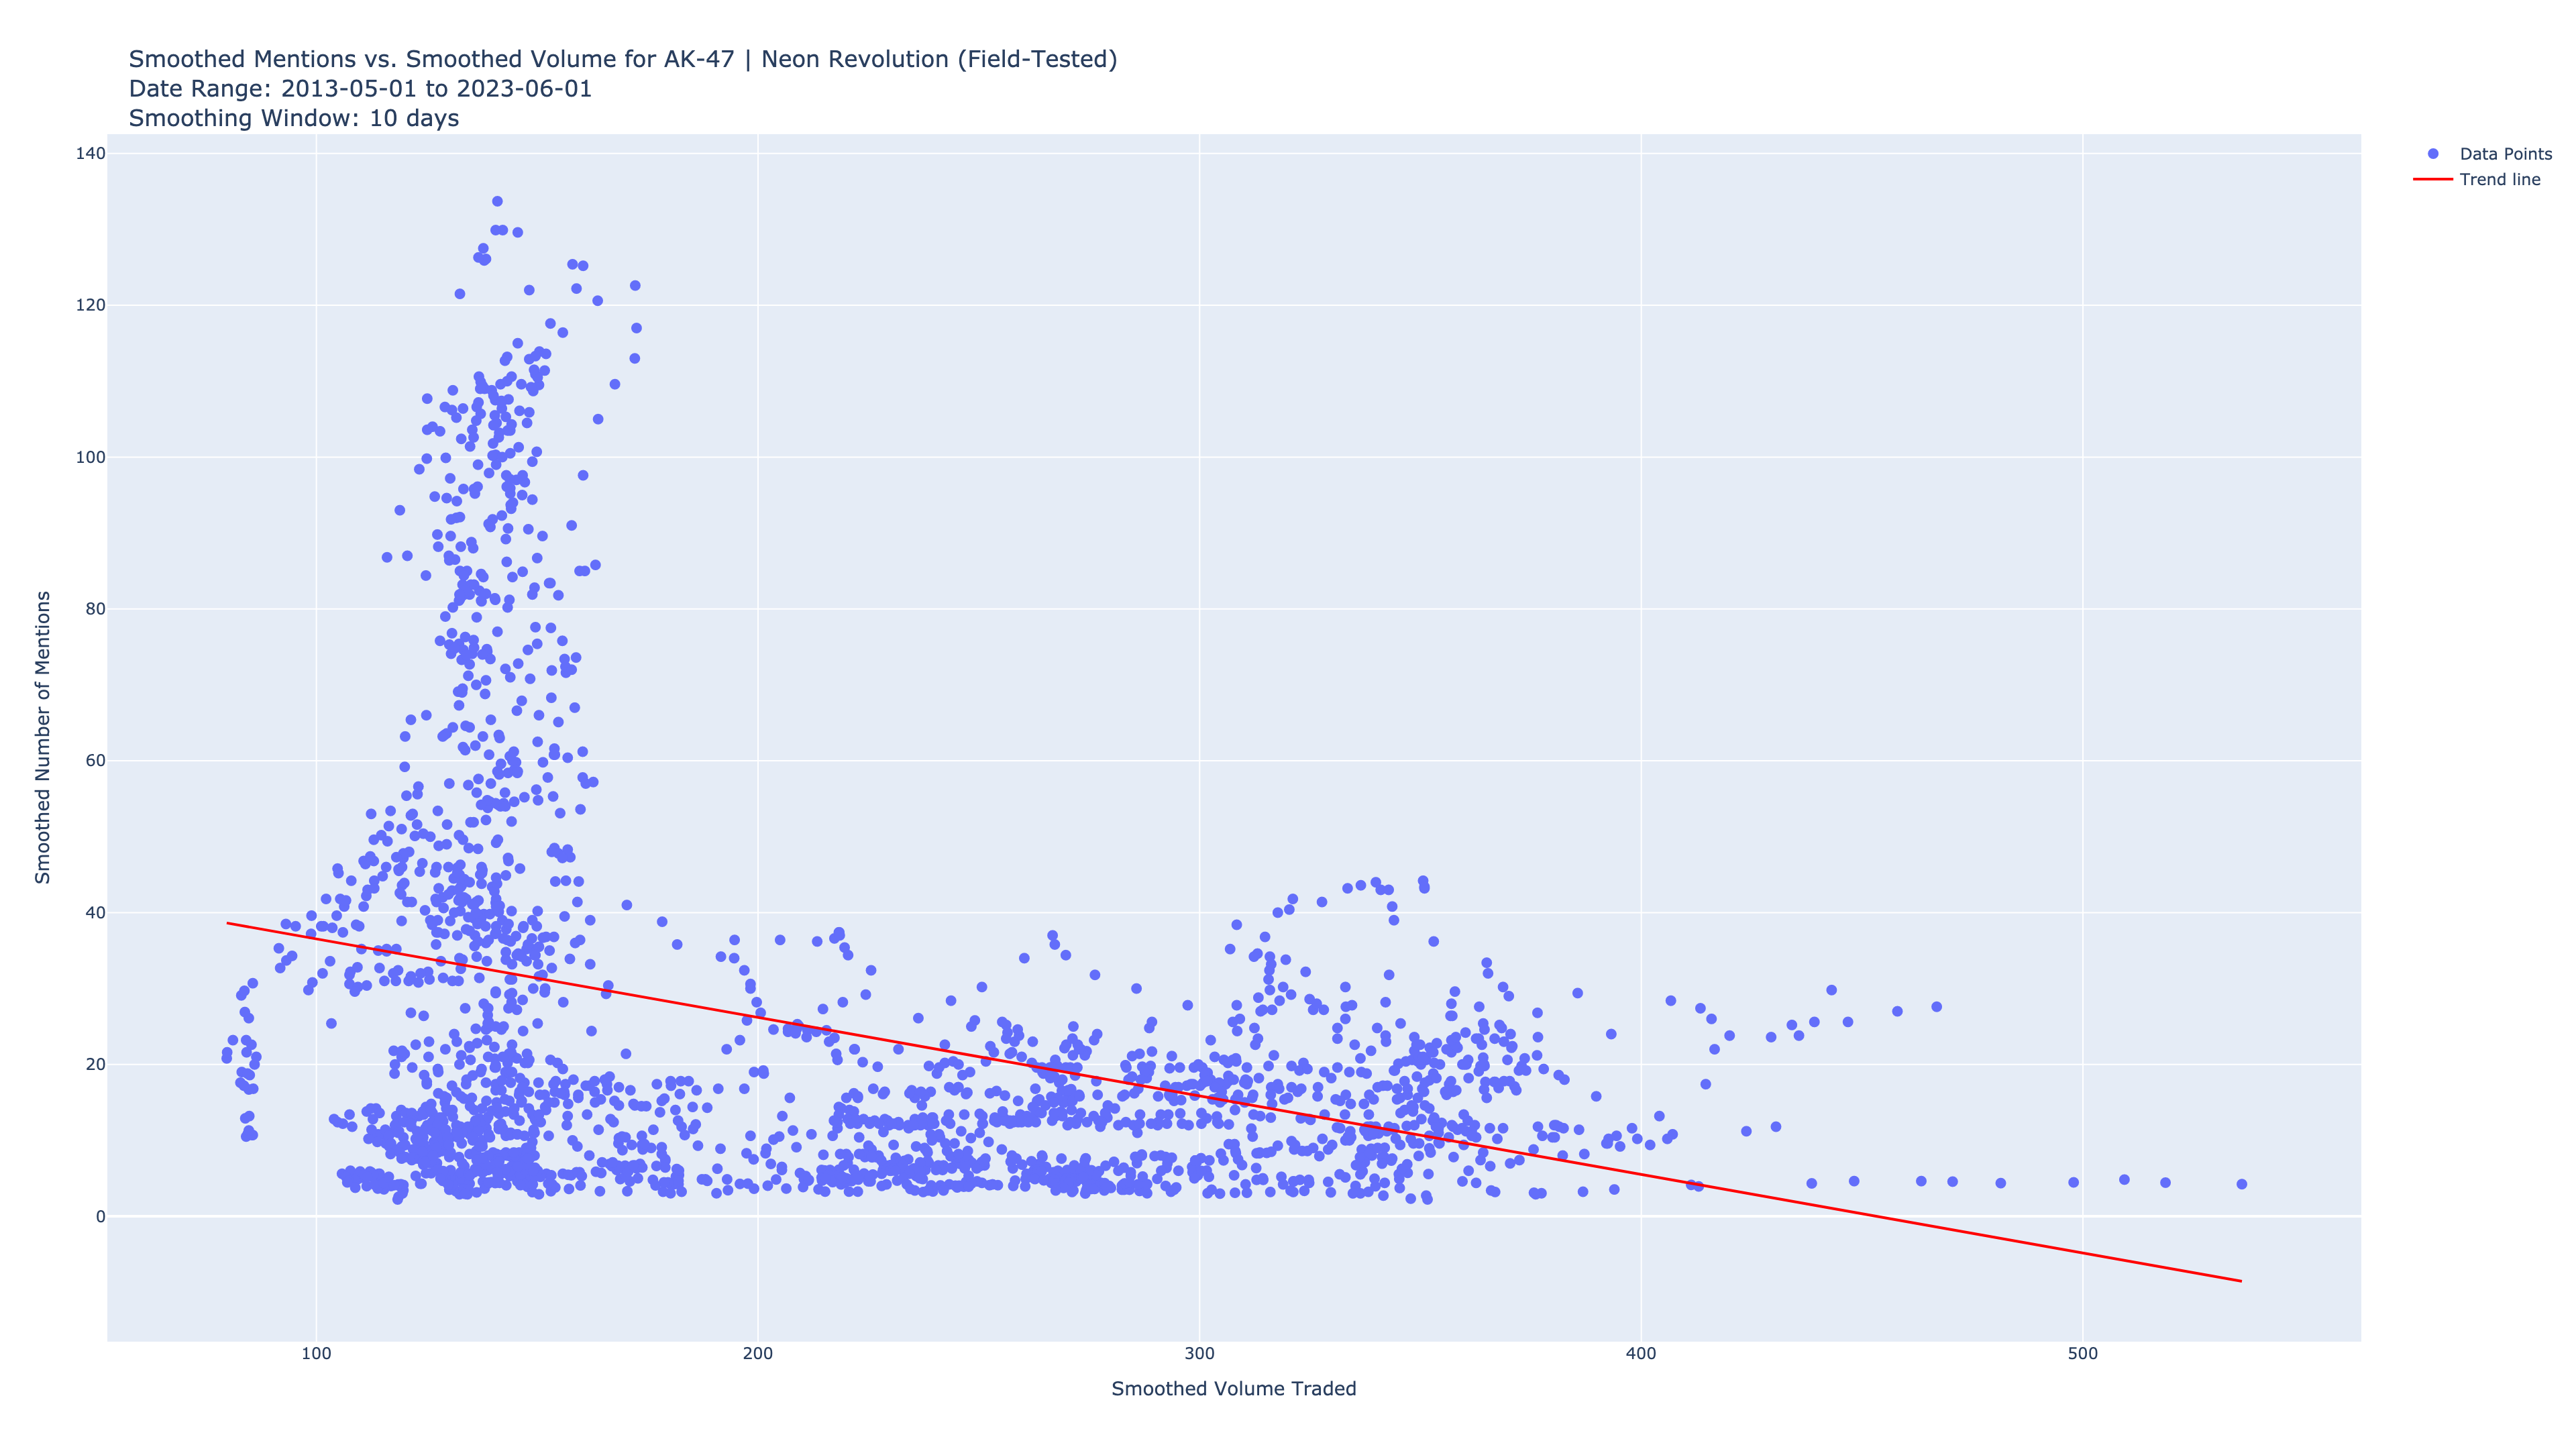 Smoothed Mentions vs. Smoothed Volume for AK-47 | Neon Revolution (Field-Tested)
Date Range: 2013-05-01 to 2023-06-01
Smoothing Window: 10 days
Data Points
Trend line
140
120
100
80
60
40
20
0
Smoothed Number of Mentions
100
200
300
400
500
Smoothed Volume Traded